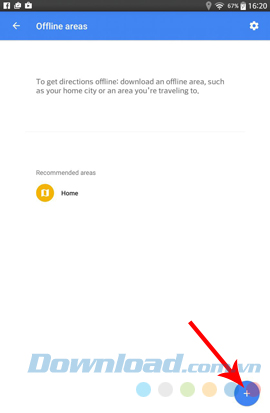 67% 16:20
Offline areas
To get directions offline; download an offline area, such
as your home city or an area you're traveling to.
Recommended areas
Home
Download.com.vn